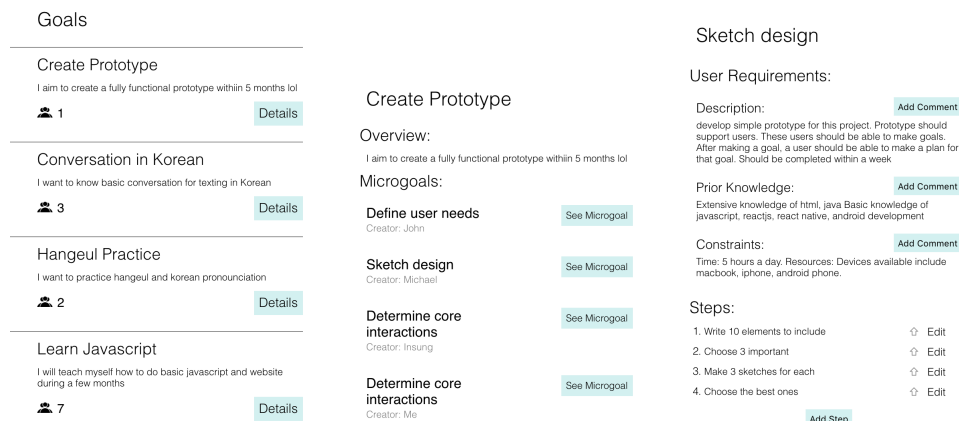 Goals
Create Prototype
I aim to create a fully functional prototype withiin 5 months lol
1
Details
Conversation in Korean
I want to know basic conversation for texting in Korean
3
Details
Hangeul Practice
I want to practice hangeul and korean pronounciation
2
Details
Learn Javascript
I will teach myself how to do basic javascript and website
during a few months
7
Details
Create Prototype
Overview:
I aim to create a fully functional prototype withiin 5 months lol
Microgoals:
Define user needs
Creator: John
See Microgoal
Sketch design
Creator: Michael
See Microgoal
Determine core
interactions
Creator: Insung
See Microgoal
Determine core
interactions
Creator: Me
See Microgoal
Sketch design
User Requirements:
Description:
Add Comment
develop simple prototype for this project. Prototype should
support users. These users should be able to make goals.
After making a goal, a user should be able to make a plan for
that goal. Should be completed within a week
Prior Knowledge:
Add Comment
Extensive knowledge of html, java Basic knowledge of
javascript, reactjs, react native, android development
Constraints:
Add Comment
Time: 5 hours a day. Resources: Devices available include
macbook, iphone, android phone.
Steps:
1. Write 10 elements to include
Edit
2. Choose 3 important
Edit
3. Make 3 sketches for each
Edit
4. Choose the best ones
Edit
Add Step